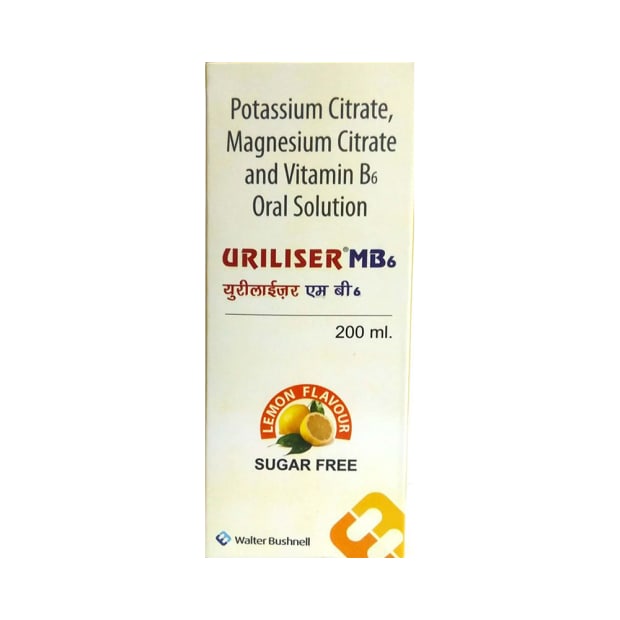 Potassium Citrate,
Magnesium Citrate
and Vitamin B6
Oral Solution
URILISER® MB6
युरीलाईज़र एम बी 6
200 ml.
LEMON FLAVOUR
SUGAR FREE
Walter Bushnell